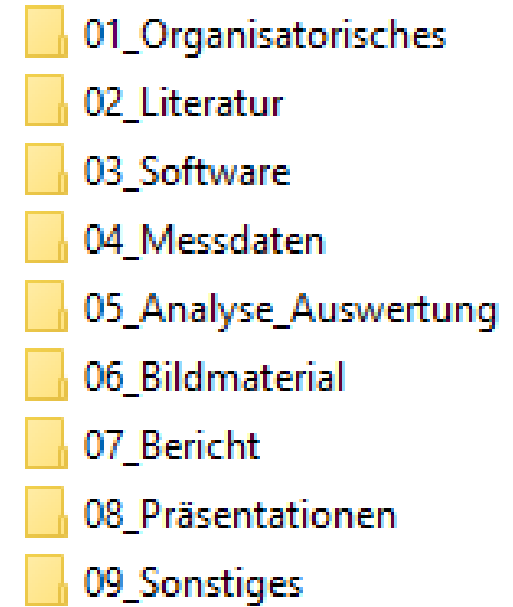 01_Organisatorisches
02_Literatur
03_Software
04_Messdaten
05_Analyse_Auswertung
06_Bildmaterial
07_Bericht
08_Präsentationen
09_Sonstiges